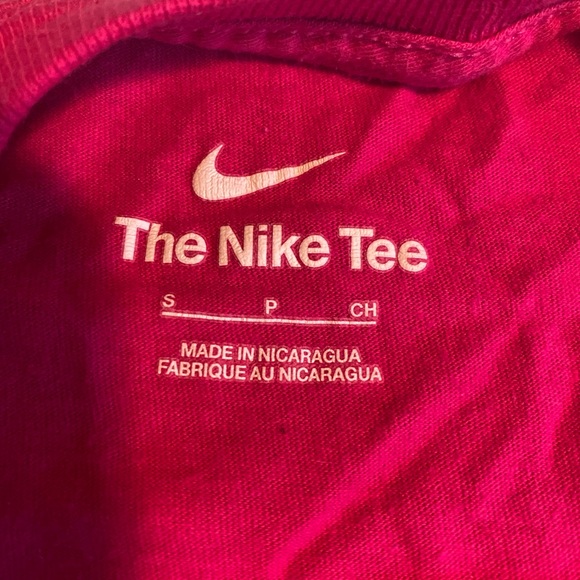 The Nike Tee
S P CH
MADE IN NICARAGUA
FABRIQUE AU NICARAGUA